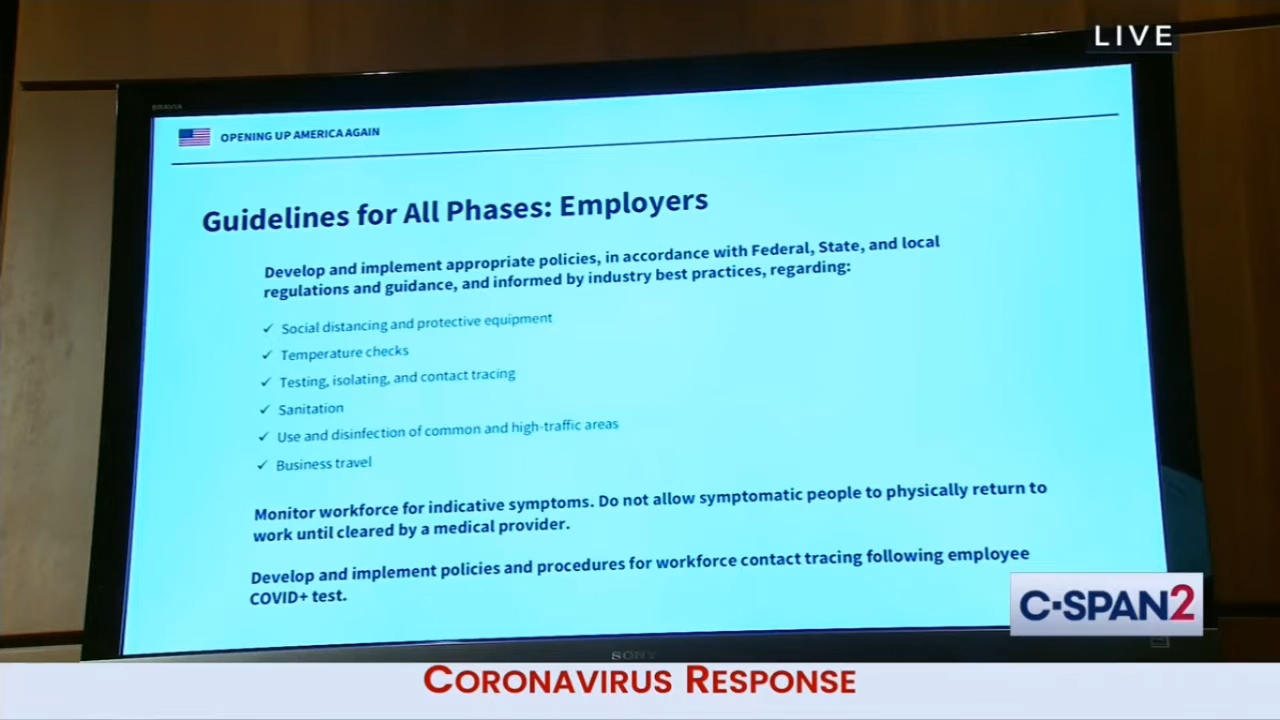 LIVE
BRAVIA
OPENING UP AMERICA AGAIN
Guidelines for All Phases: Employers
Develop and implement appropriate policies, in accordance with Federal, State, and local
regulations and guidance, and informed by industry best practices, regarding:
✓ Social distancing and protective equipment
✓ Temperature checks
✓ Testing, isolating, and contact tracing
✓ Sanitation
✓ Use and disinfection of common and high-traffic areas
✓ Business travel
Monitor workforce for indicative symptoms. Do not allow symptomatic people to physically return to
work until cleared by a medical provider.
Develop and implement policies and procedures for workforce contact tracing following employee
COVID+ test.
C-SPAN2
SONY
CORONAVIRUS RESPONSE